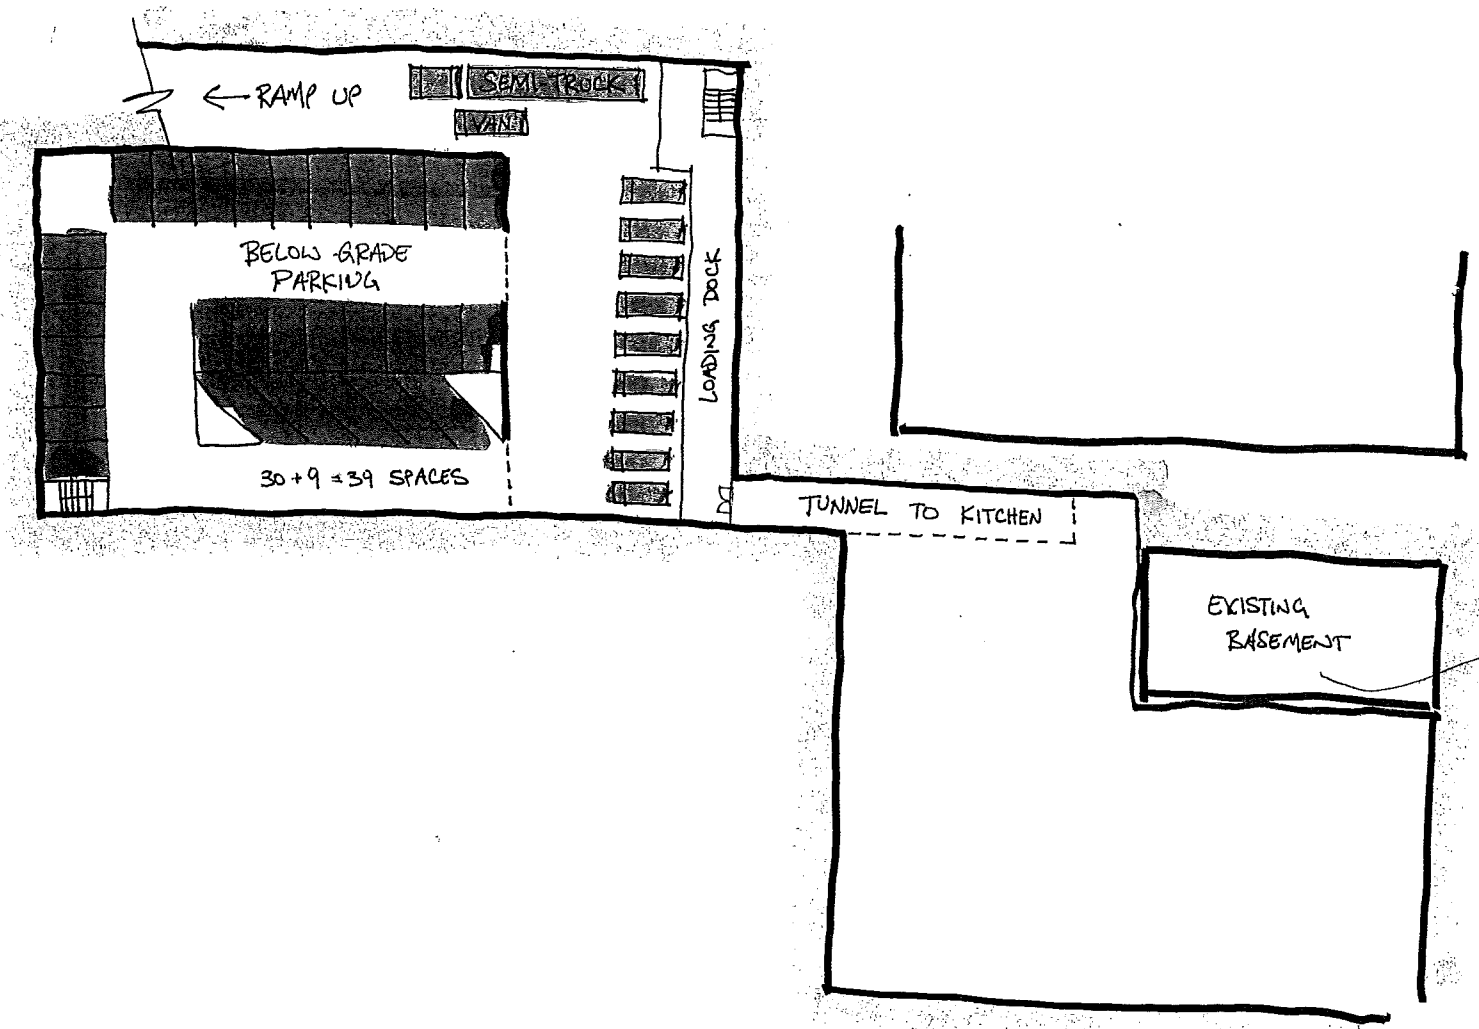 ← RAMP UP
SEMI-TRUCK
VAN
BELOW-GRADE
PARKING
LOADING DOCK
30 + 9 = 39 SPACES
TUNNEL TO KITCHEN
EXISTING
BASEMENT